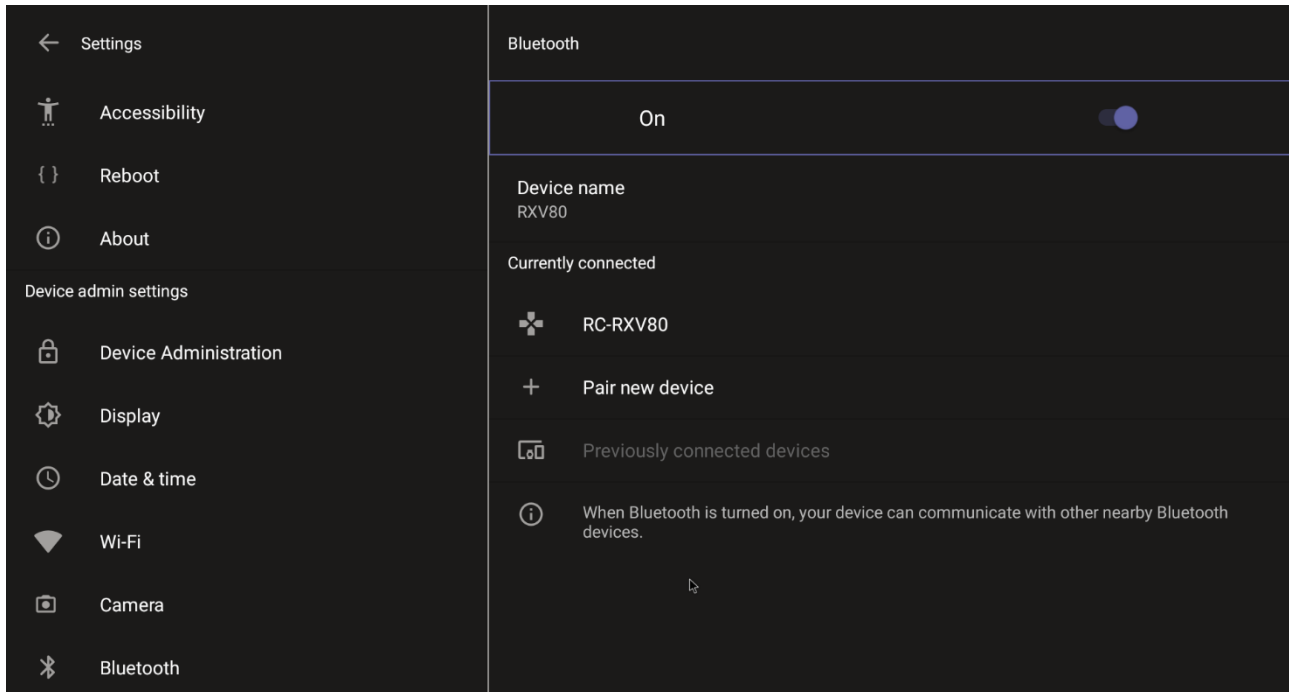 Settings
Accessibility
Reboot
About
Device admin settings
Device Administration
Display
Date & time
Wi-Fi
Camera
Bluetooth
Bluetooth
On
Device name
RXV80
Currently connected
RC-RXV80
Pair new device
Previously connected devices
When Bluetooth is turned on, your device can communicate with other nearby Bluetooth
devices.